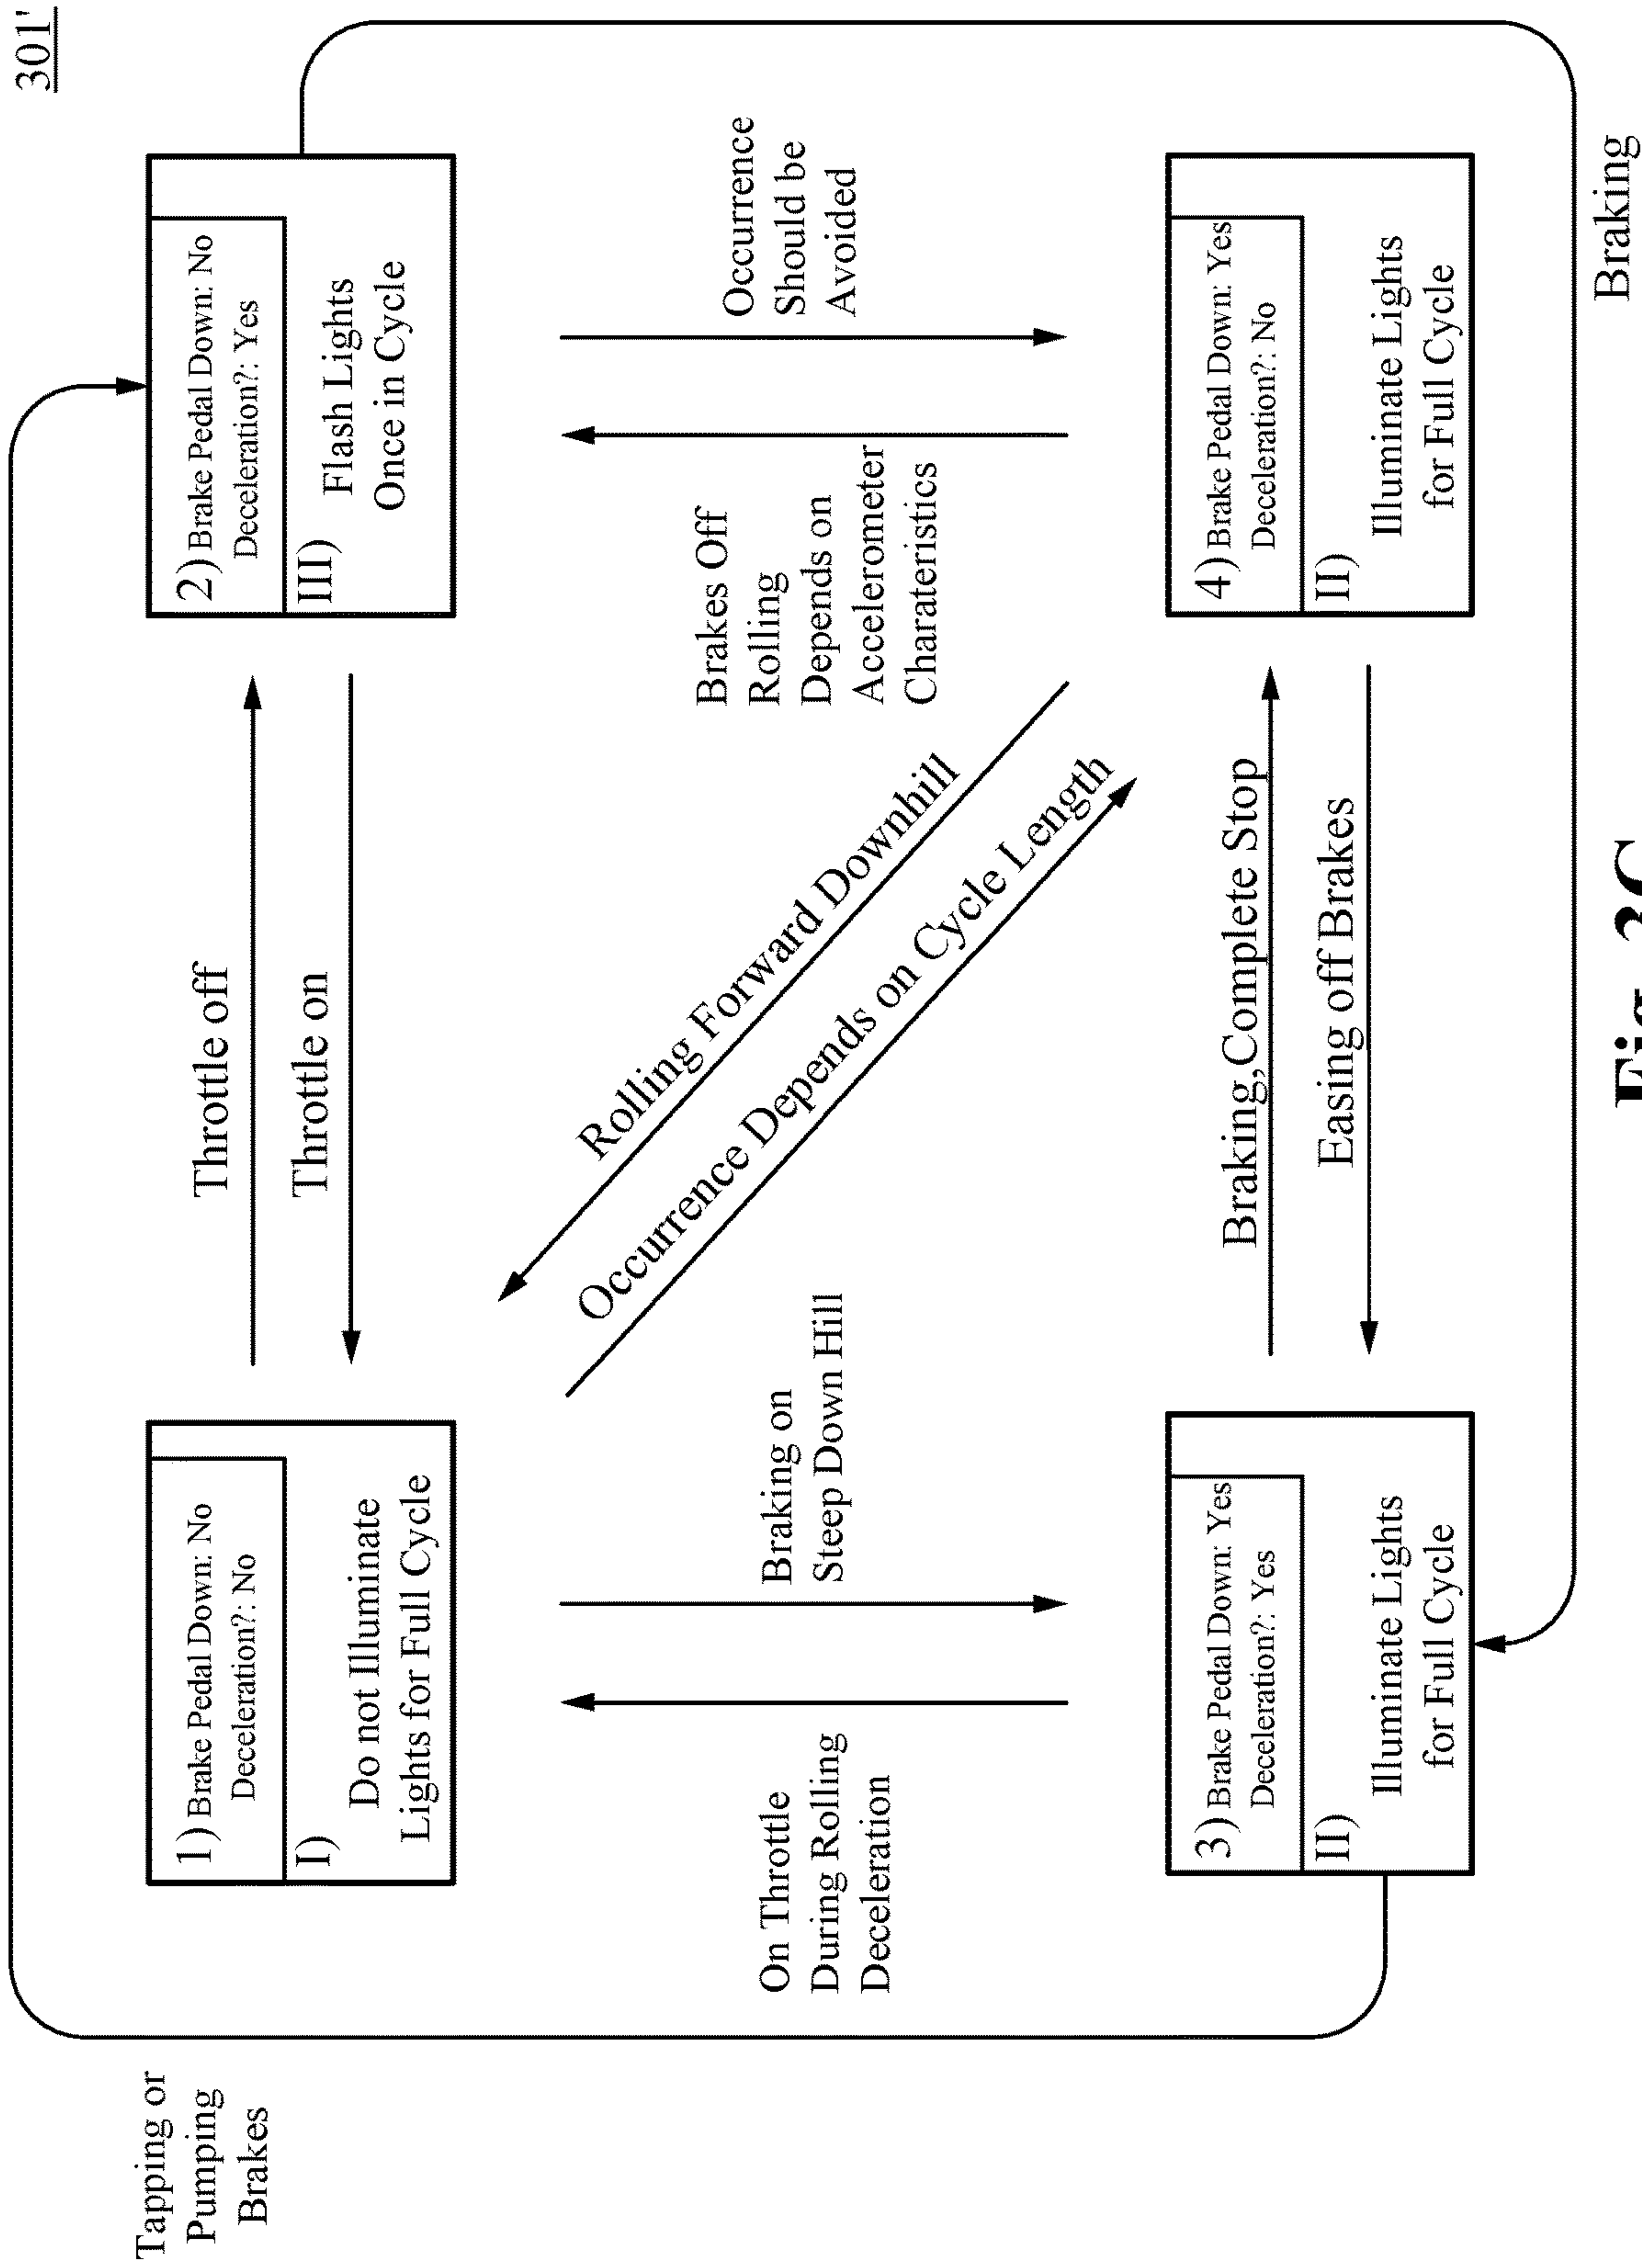 301'
Tapping or
Pumping
Brakes
1) Brake Pedal Down: No
Deceleration?: No
I)
Do not Illuminate
Lights for Full Cycle
Throttle off
Throttle on
2) Brake Pedal Down: No
Deceleration?: Yes
III)
Flash Lights
Once in Cycle
On Throttle
During Rolling
Deceleration
Braking on
Steep Down Hill
Rolling Forward Downhill
Occurrence Depends on Cycle Length
Brakes Off
Rolling
Depends on
Accelerometer
Charateristics
Occurrence
Should be
Avoided
3) Brake Pedal Down: Yes
Deceleration?: Yes
II)
Illuminate Lights
for Full Cycle
Braking,Complete Stop
Easing off Brakes
4) Brake Pedal Down: Yes
Deceleration?: No
II)
Illuminate Lights
for Full Cycle
Braking
Fig. 3C